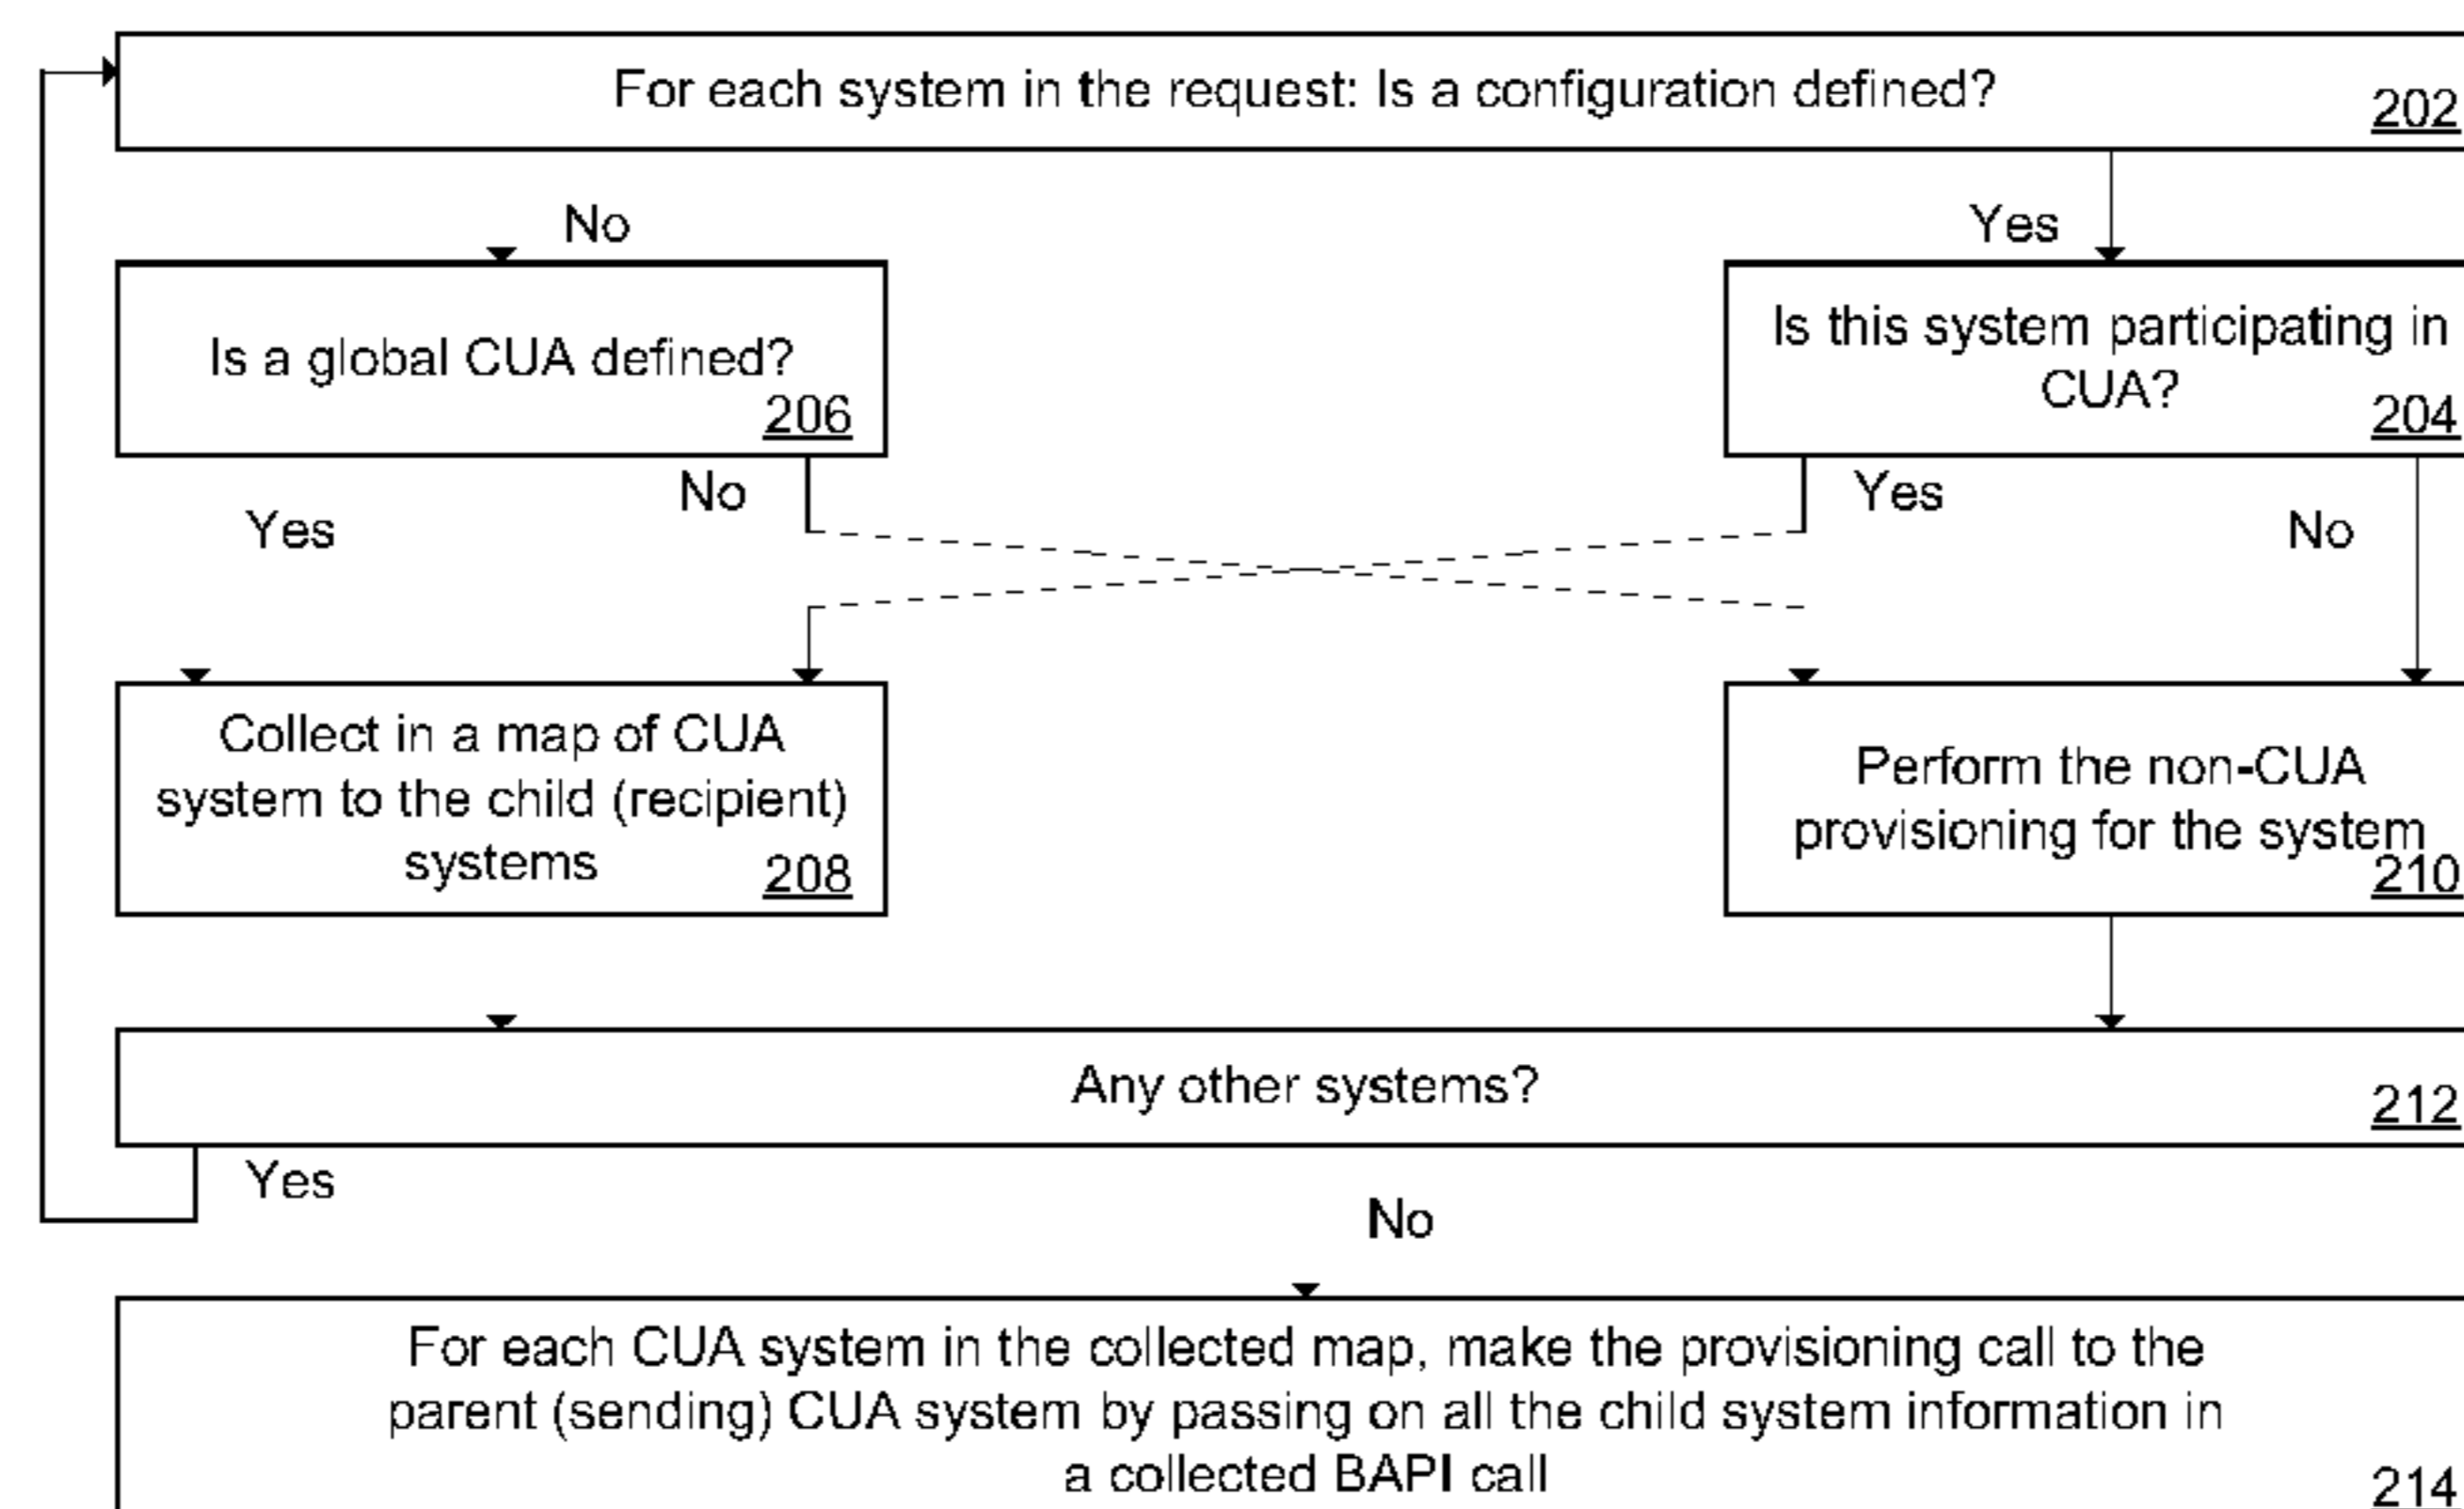 For each system in the request: Is a configuration defined?
202
No
Yes
Is a global CUA defined?
206
Is this system participating in
CUA?
204
No
Yes
Yes
No
Collect in a map of CUA
system to the child (recipient)
systems
208
Perform the non-CUA
provisioning for the system
210
Any other systems?
212
Yes
No
For each CUA system in the collected map, make the provisioning call to the
parent (sending) CUA system by passing on all the child system information in
a collected BAPI call
214